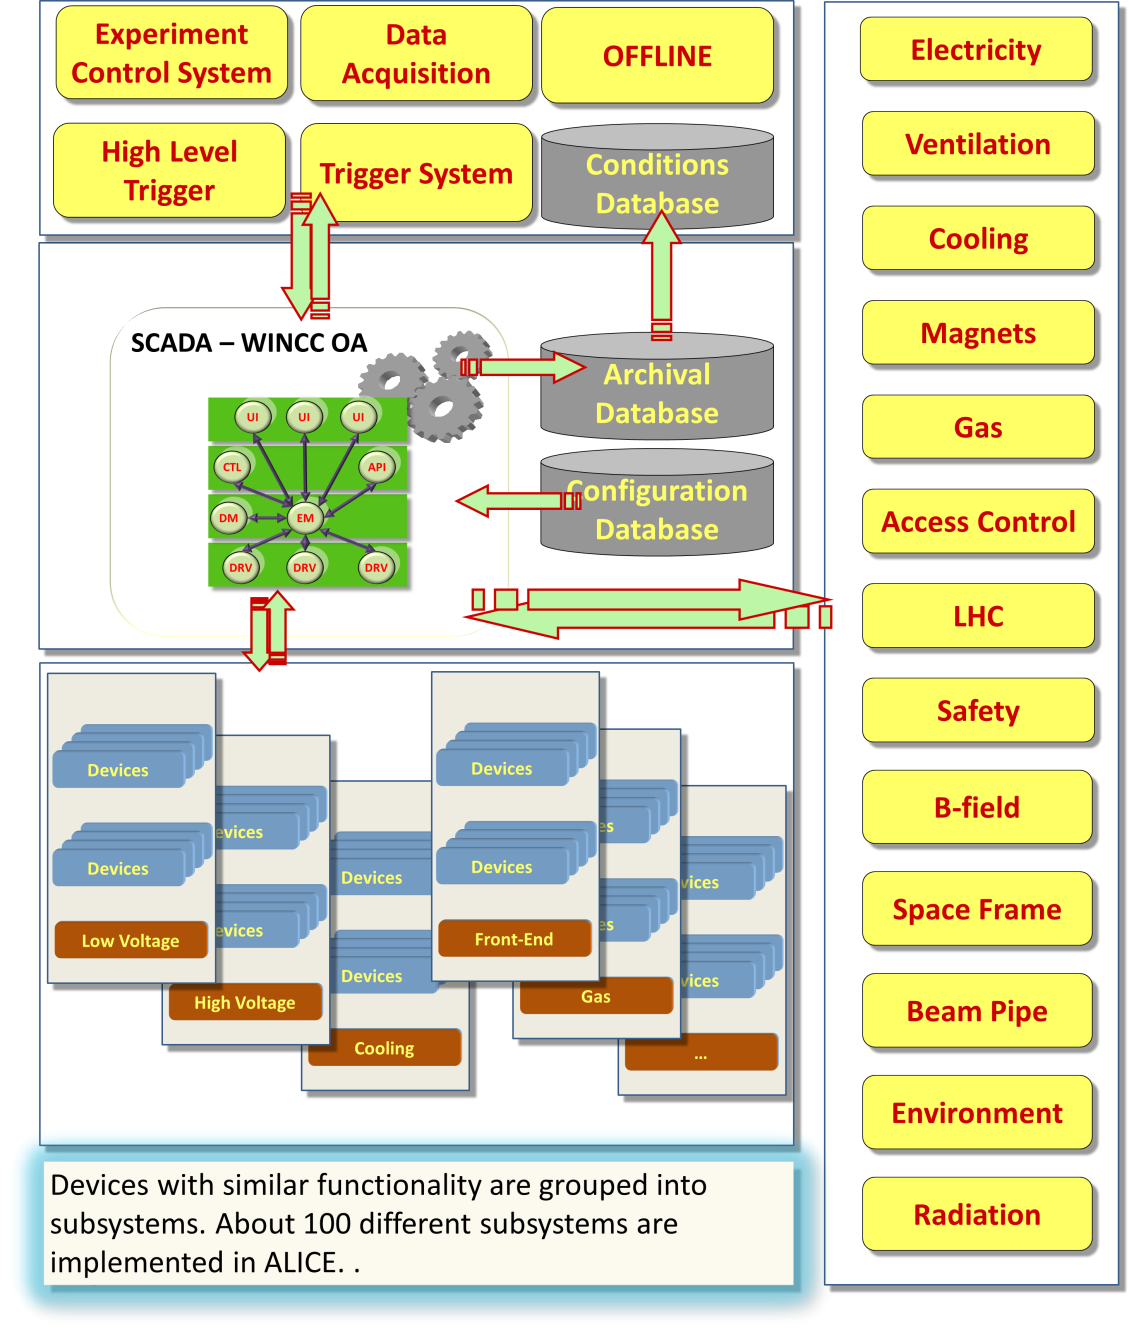 Experiment
Control System
Data
Acquisition
OFFLINE
High Level
Trigger
Trigger System
Conditions
Database
SCADA – WINCC OA
UI
UI
UI
CTL
API
DM
EM
DRV
DRV
DRV
Archival
Database
Configuration
Database
Devices
Devices
Low Voltage
evices
evices
High Voltage
Devices
Devices
Cooling
Devices
Devices
Front-End
es
es
Gas
vices
vices
...
Devices with similar functionality are grouped into
subsystems. About 100 different subsystems are
implemented in ALICE. .
Electricity
Ventilation
Cooling
Magnets
Gas
Access Control
LHC
Safety
B-field
Space Frame
Beam Pipe
Environment
Radiation